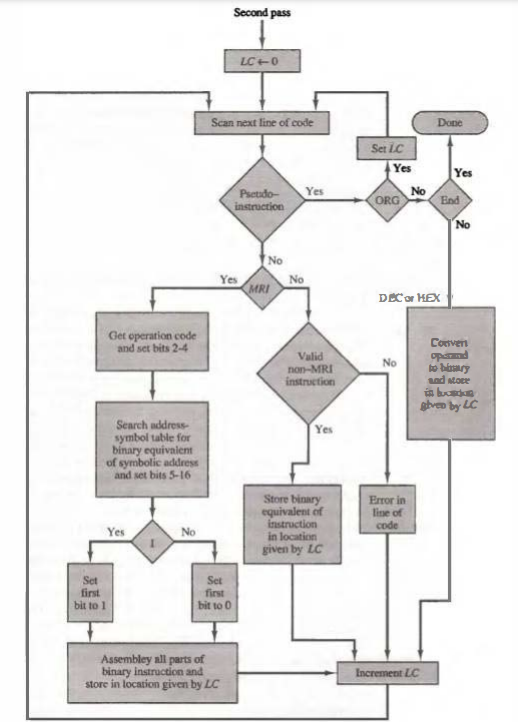 Second pass
LC ← 0
Scan next line of code
Done
Set LC
Yes
Yes
Pseudo-
instruction
Yes
ORG
No
End
No
No
Yes
MRI
No
DEC or HEX
Get operation code
and set bits 2-4
Valid
non-MRI
instruction
No
Convert
operand
to binary
and store
in location
given by LC
Yes
Search address-
symbol table for
binary equivalent
of symbolic address
and set bits 5-16
Store binary
equivalent of
instruction
in location
given by LC
Error in
line of
code
Yes
I
No
Set
first
bit to 1
Set
first
bit to 0
Assembley all parts of
binary instruction and
store in location given by LC
Increment LC